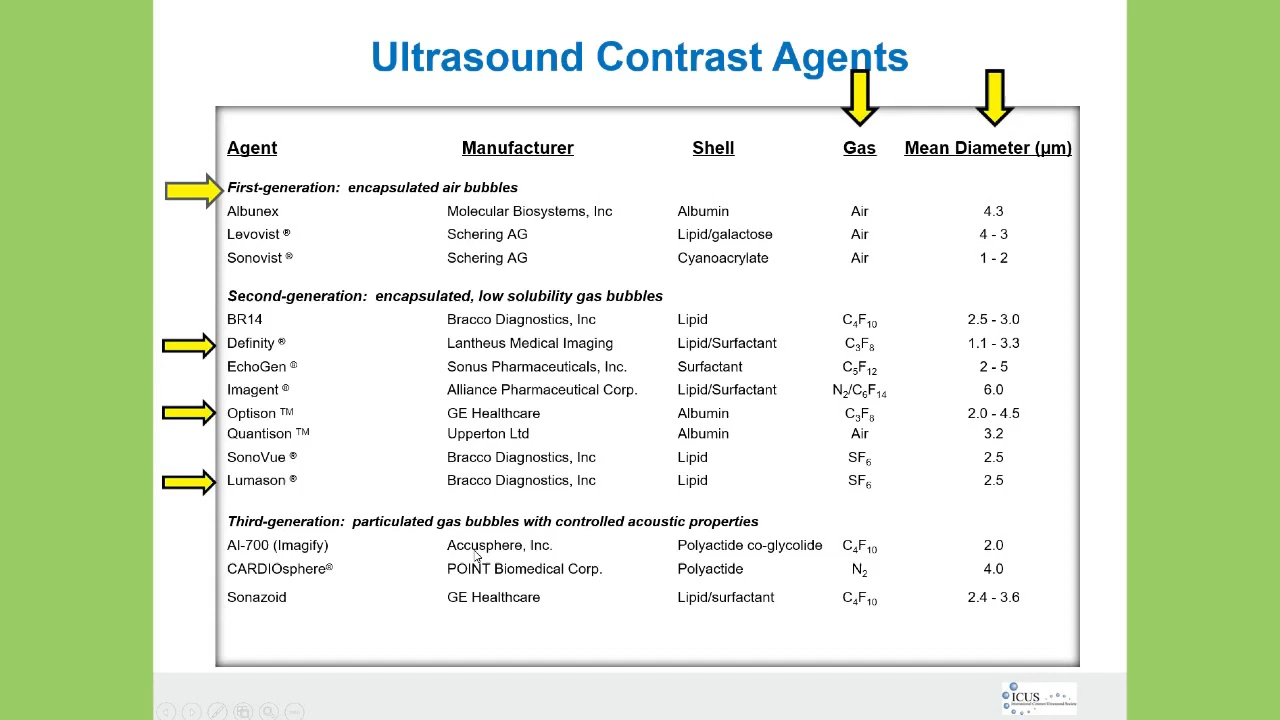 Ultrasound Contrast Agents
Agent Manufacturer Shell Gas Mean Diameter (µm)
First-generation: encapsulated air bubbles
Albunex Molecular Biosystems, Inc Albumin Air 4.3
Levovist ® Schering AG Lipid/galactose Air 4 - 3
Sonovist ® Schering AG Cyanoacrylate Air 1 - 2
Second-generation: encapsulated, low solubility gas bubbles
BR14 Bracco Diagnostics, Inc Lipid C4F10 2.5 - 3.0
Definity ® Lantheus Medical Imaging Lipid/Surfactant C3F8 1.1 - 3.3
EchoGen ® Sonus Pharmaceuticals, Inc. Surfactant C5F12 2 - 5
Imagent ® Alliance Pharmaceutical Corp. Lipid/Surfactant N2/C6F14 6.0
Optison TM GE Healthcare Albumin C3F8 2.0 - 4.5
Quantison TM Upperton Ltd Albumin Air 3.2
SonoVue ® Bracco Diagnostics, Inc Lipid SF6 2.5
Lumason ® Bracco Diagnostics, Inc Lipid SF6 2.5
Third-generation: particulated gas bubbles with controlled acoustic properties
AI-700 (Imagify) Accusphere, Inc. Polyactide co-glycolide C4F10 2.0
CARDIOsphere® POINT Biomedical Corp. Polyactide N2 4.0
Sonazoid GE Healthcare Lipid/surfactant C4F10 2.4 - 3.6
ICUS
International Contrast Ultrasound Society